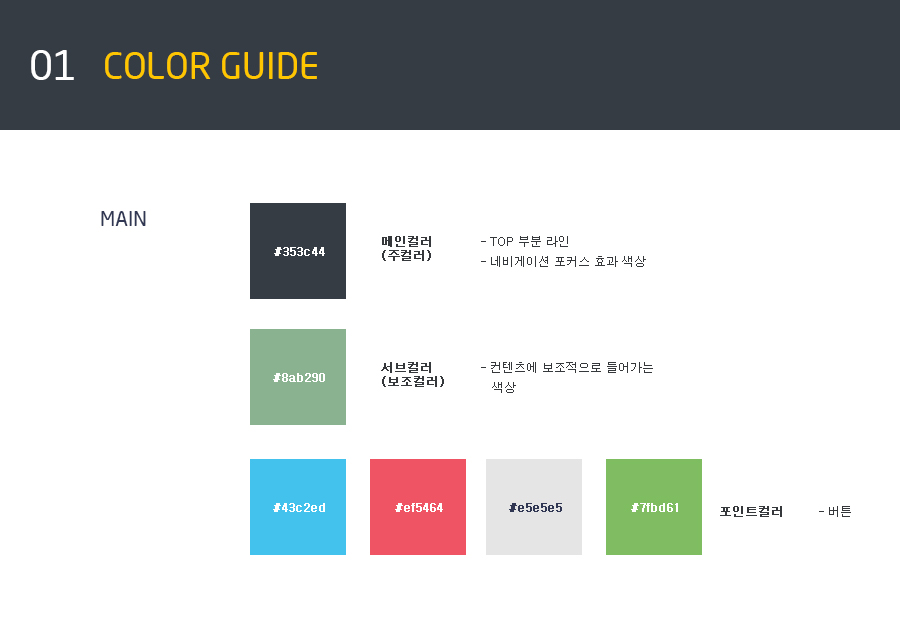 01 COLOR GUIDE
MAIN
#353c44
메인컬러
(주컬러)
- TOP 부분 라인
- 네비게이션 포커스 효과 색상
#8ab290
서브컬러
(보조컬러)
- 컨텐츠에 보조적으로 들어가는
색상
#43c2ed
#ef5464
#e5e5e5
#7fbd61
포인트컬러
- 버튼